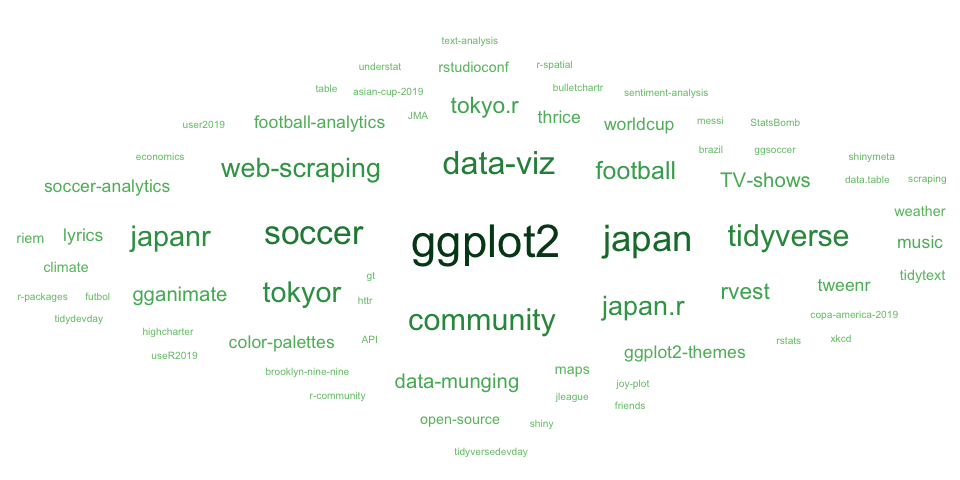 text-analysis
understat rstudioconf r-spatial
table asian-cup-2019 bulletchartr sentiment-analysis
user2019 football-analytics JMA tokyo.r thrice worldcup messi StatsBomb
economics web-scraping data-viz football brazil ggsoccer shinymeta
soccer-analytics TV-shows data.table scraping
riem lyrics japanr soccer ggplot2 japan tidyverse weather
music
climate gt tidytext
r-packages futbol gganimate tokyor httr japan.r rvest tweenr
tidydevday community copa-america-2019
highcharter color-palettes API rstats xkcd
useR2019 ggplot2-themes
brooklyn-nine-nine data-munging maps joy-plot
r-community jleague friends
open-source shiny
tidyversedevday